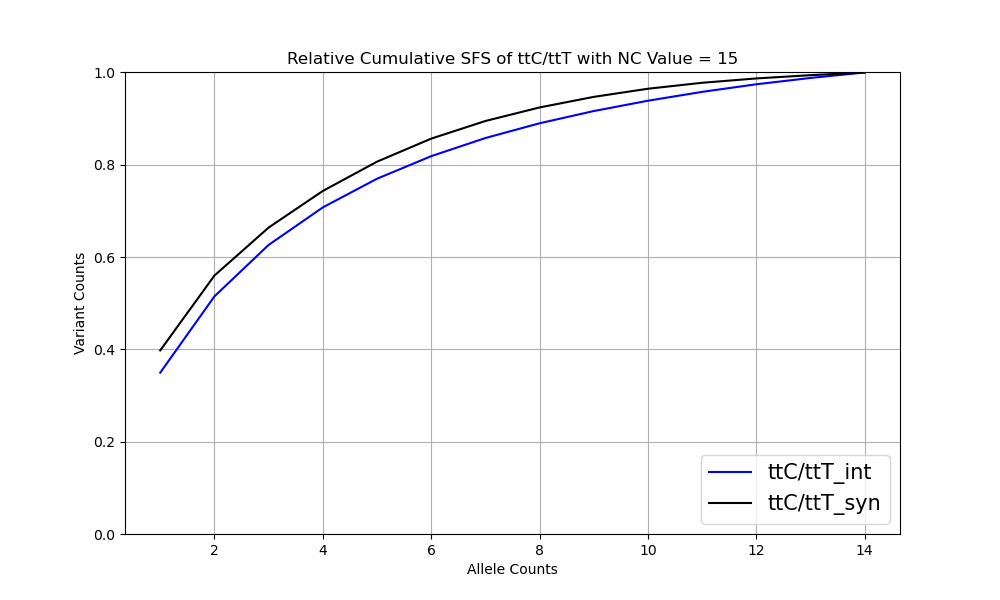 Relative Cumulative SFS of ttC/ttT with NC Value = 15
1.0
0.8
0.6
0.4
0.2
0.0
Variant Counts
2 4 6 8 10 12 14
Allele Counts
ttC/ttT_int
ttC/ttT_syn